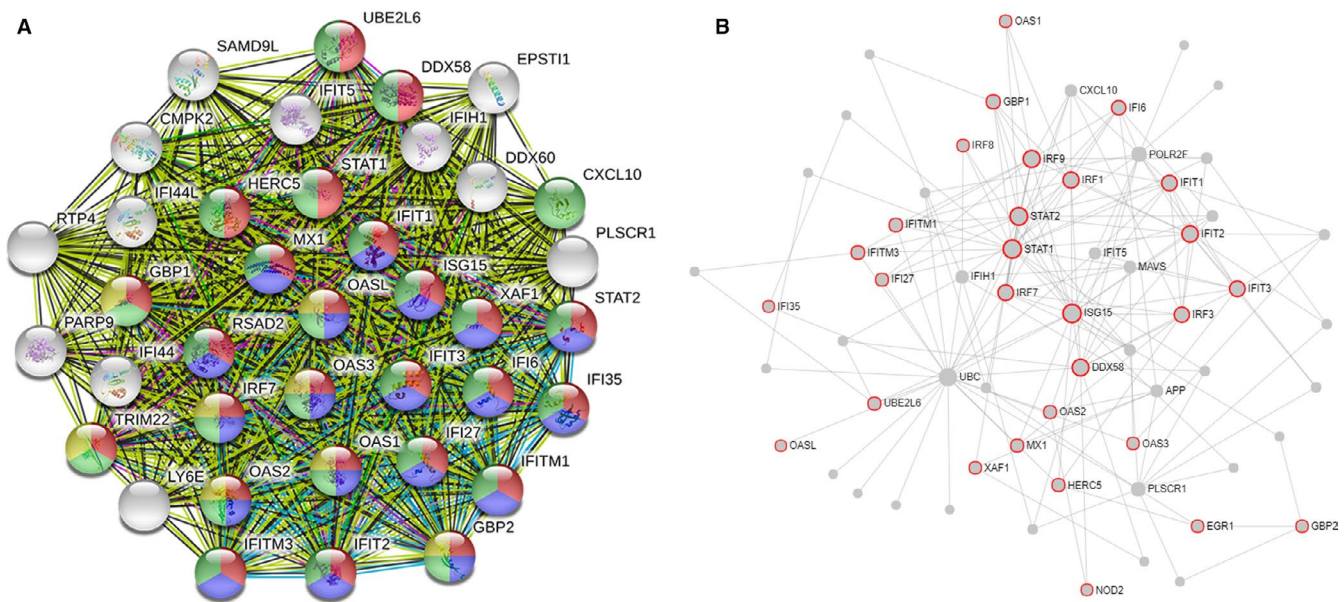 A
UBE2L6
SAMD9L
DDX58
EPSTI1
IFIT5
CMPK2
IFIH1
STAT1
DDX60
HERC5
CXCL10
IFI44L
IFIT1
RTP4
MX1
PLSCR1
GBP1
ISG15
OASL
XAF1
STAT2
PARP9
RSAD2
IFI44
OAS3
IFIT3
IFI6
IFI35
IRF7
TRIM22
OAS1
IFI27
LY6E
OAS2
IFITM1
GBP2
IFITM3
IFIT2
B
OAS1
CXCL10
GBP1
IFI6
IRF8
IRF9
POLR2F
IRF1
IFIT1
STAT2
IFITM1
IFIT2
STAT1
IFITM3
IFIT5
MAVS
IFI27
IFIH1
IFIT3
IRF7
IFI35
ISG15
IRF3
DDX58
UBC
APP
UBE2L6
OAS2
OASL
MX1
OAS3
XAF1
HERC5
PLSCR1
EGR1
GBP2
NOD2